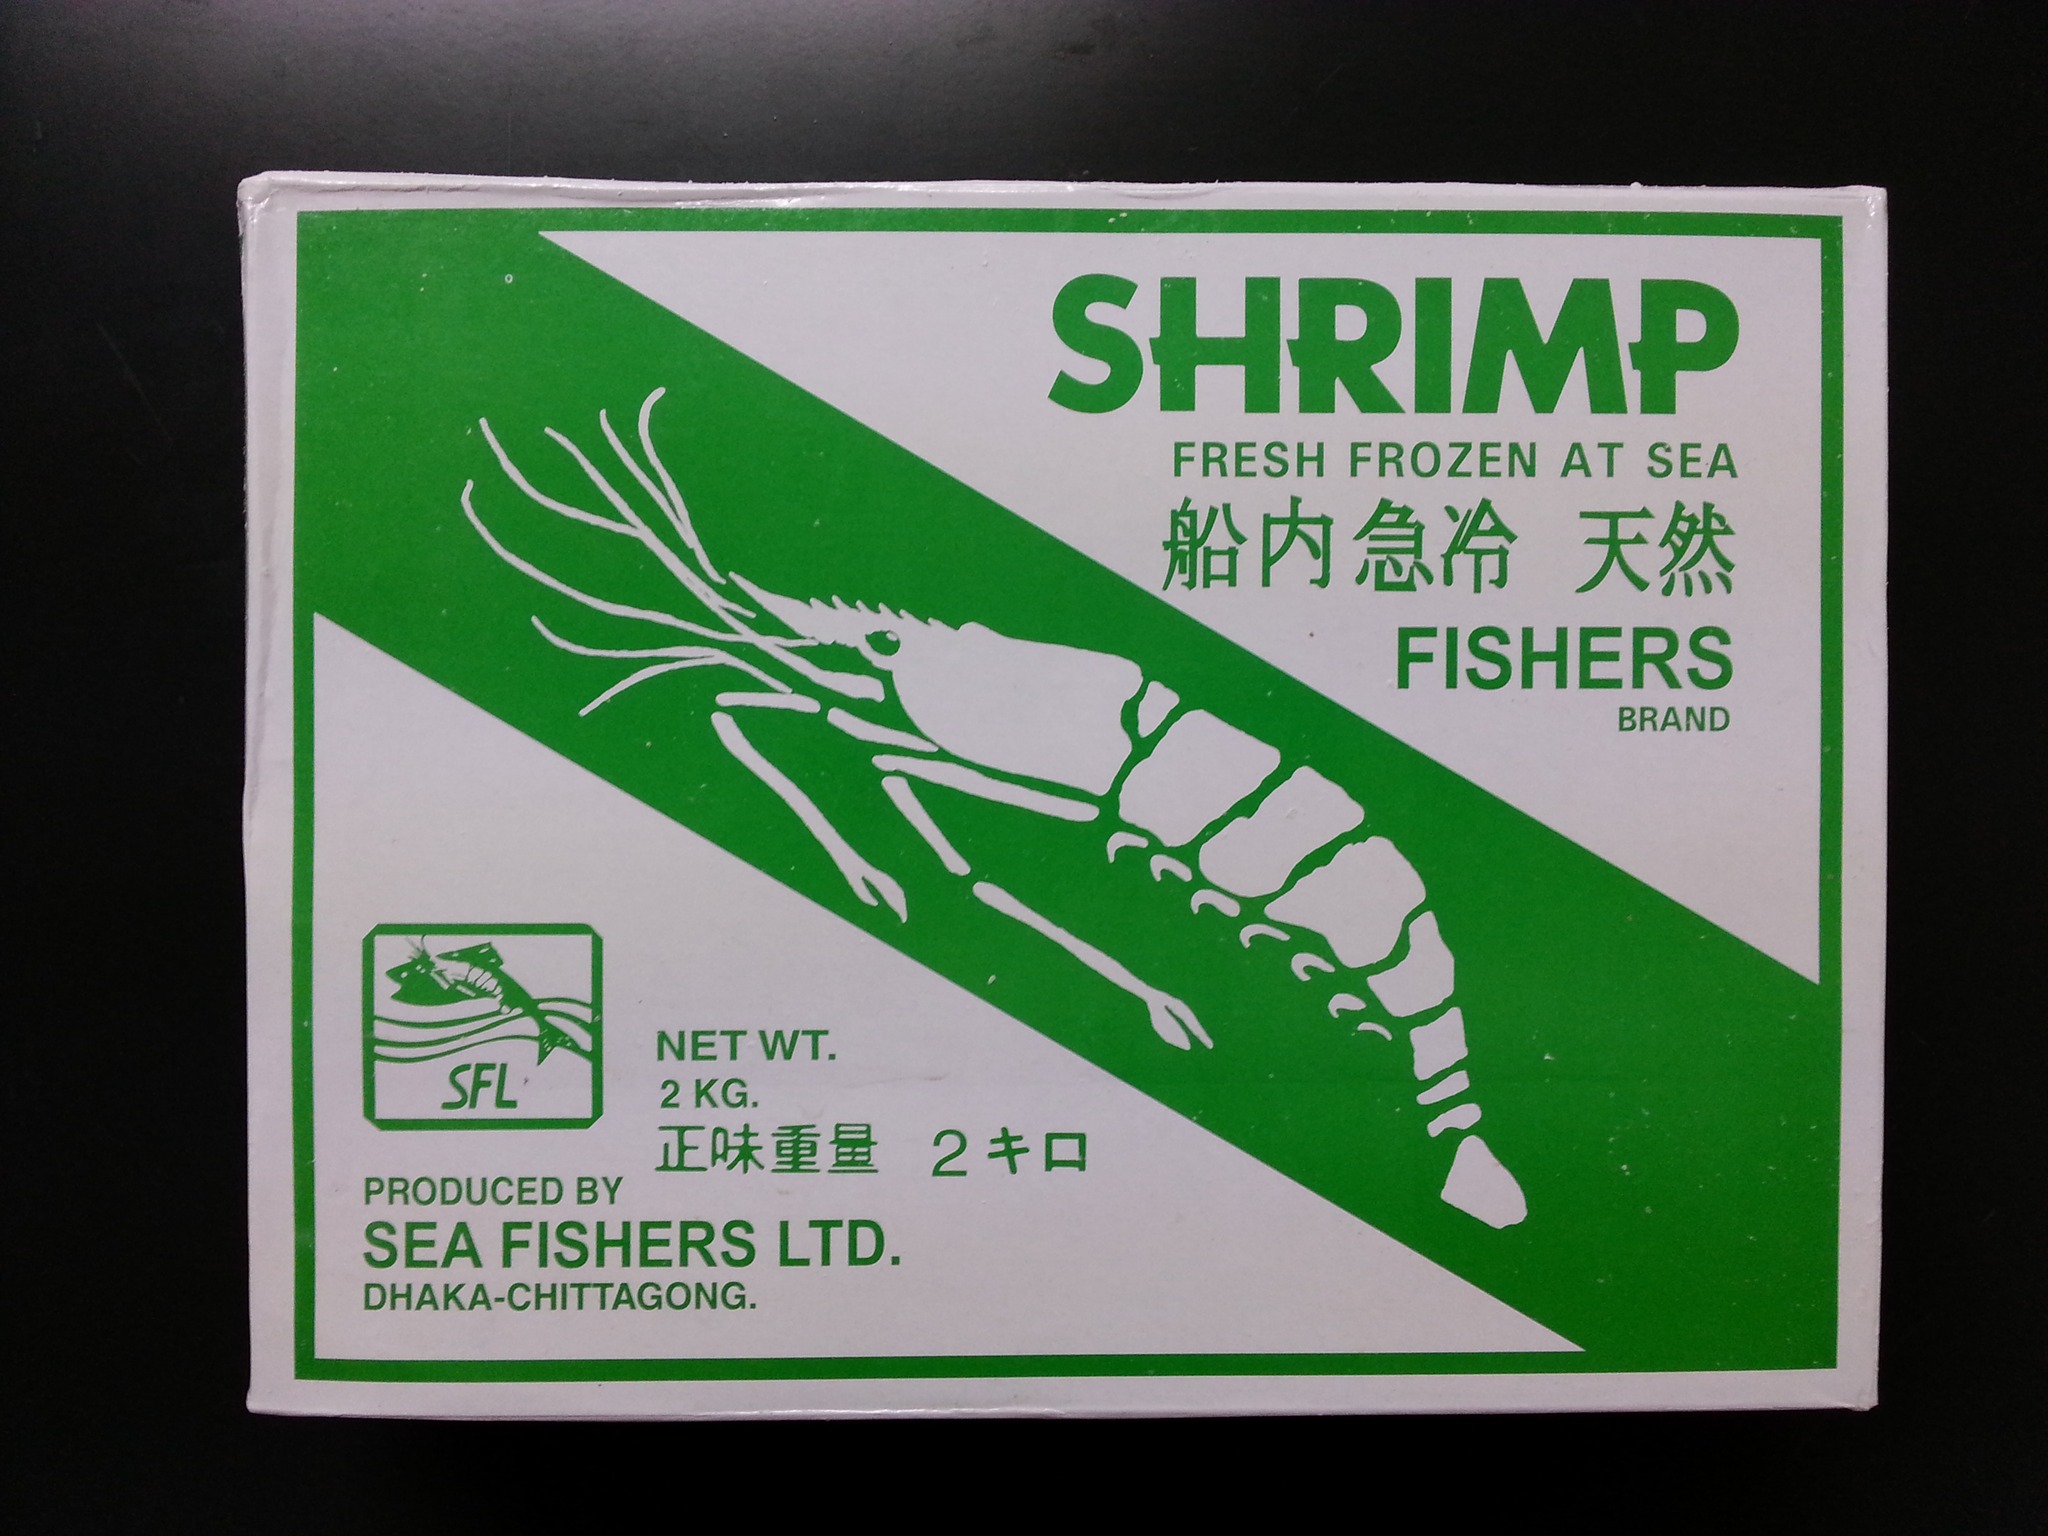 SHRIMP
FRESH FROZEN AT SEA
船内急冷 天然
FISHERS
BRAND
SFL
NET WT.
2 KG.
正味重量 2キロ
PRODUCED BY
SEA FISHERS LTD.
DHAKA-CHITTAGONG.